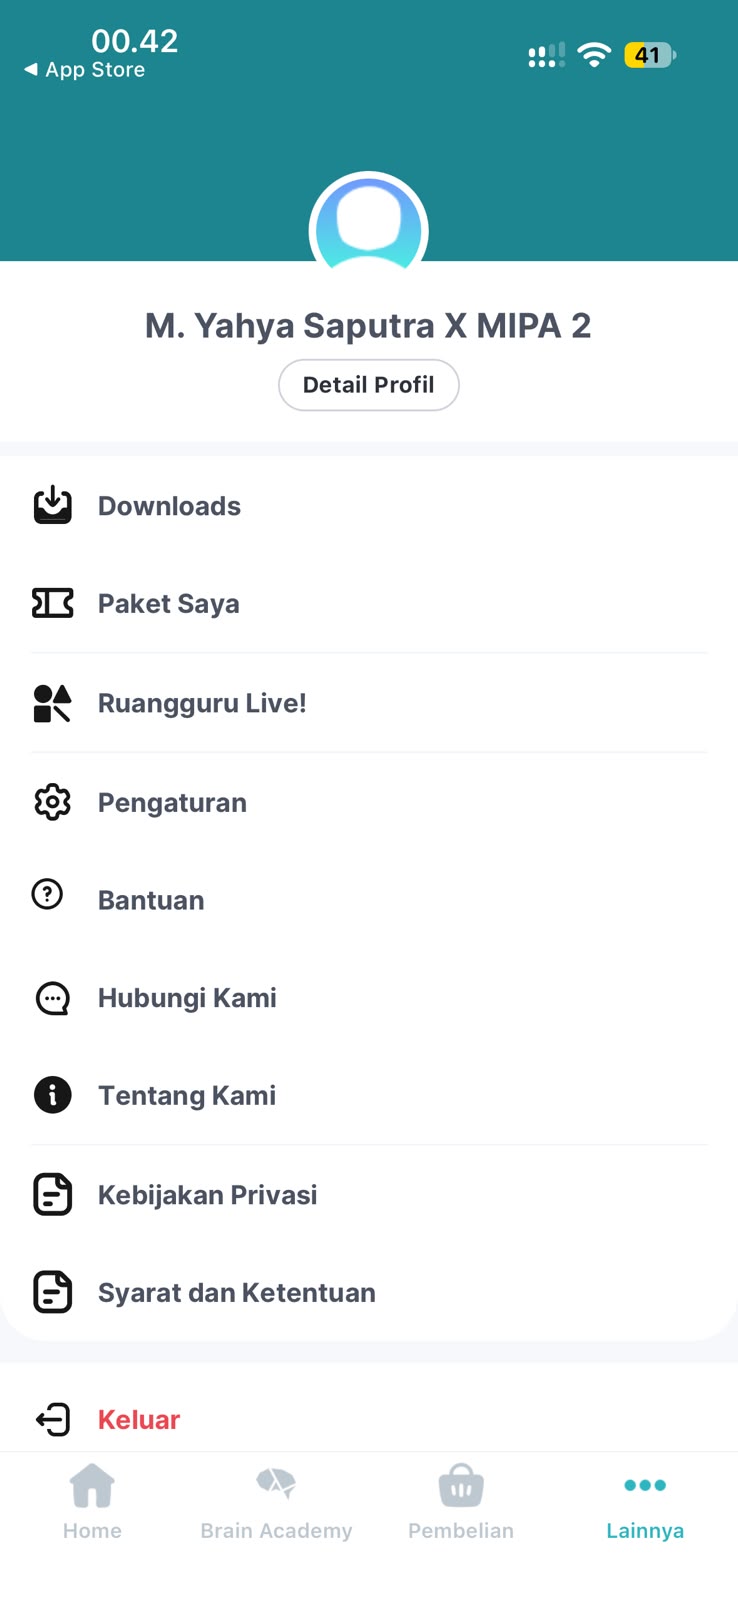 00.42
◀ App Store
41
M. Yahya Saputra X MIPA 2
Detail Profil
Downloads
Paket Saya
Ruangguru Live!
Pengaturan
Bantuan
Hubungi Kami
Tentang Kami
Kebijakan Privasi
Syarat dan Ketentuan
Keluar
Home
Brain Academy
Pembelian
Lainnya